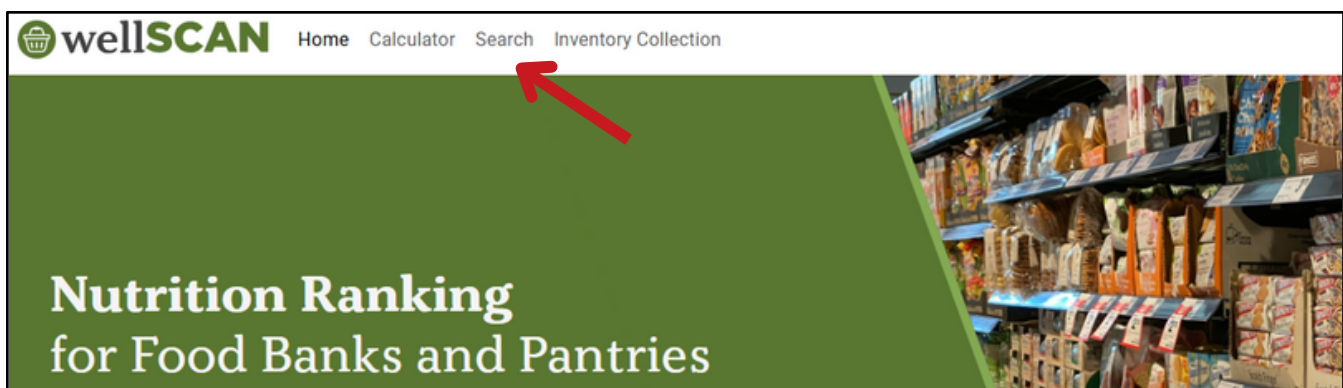 wellSCAN Home Calculator Search Inventory Collection
Nutrition Ranking
for Food Banks and Pantries